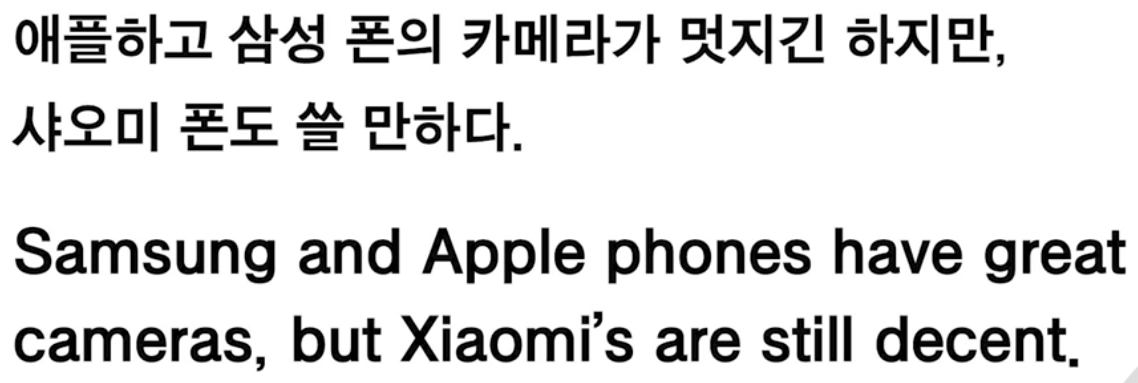 애플하고 삼성 폰의 카메라가 멋지긴 하지만,
샤오미 폰도 쓸 만하다.
Samsung and Apple phones have great
cameras, but Xiaomi’s are still decent.